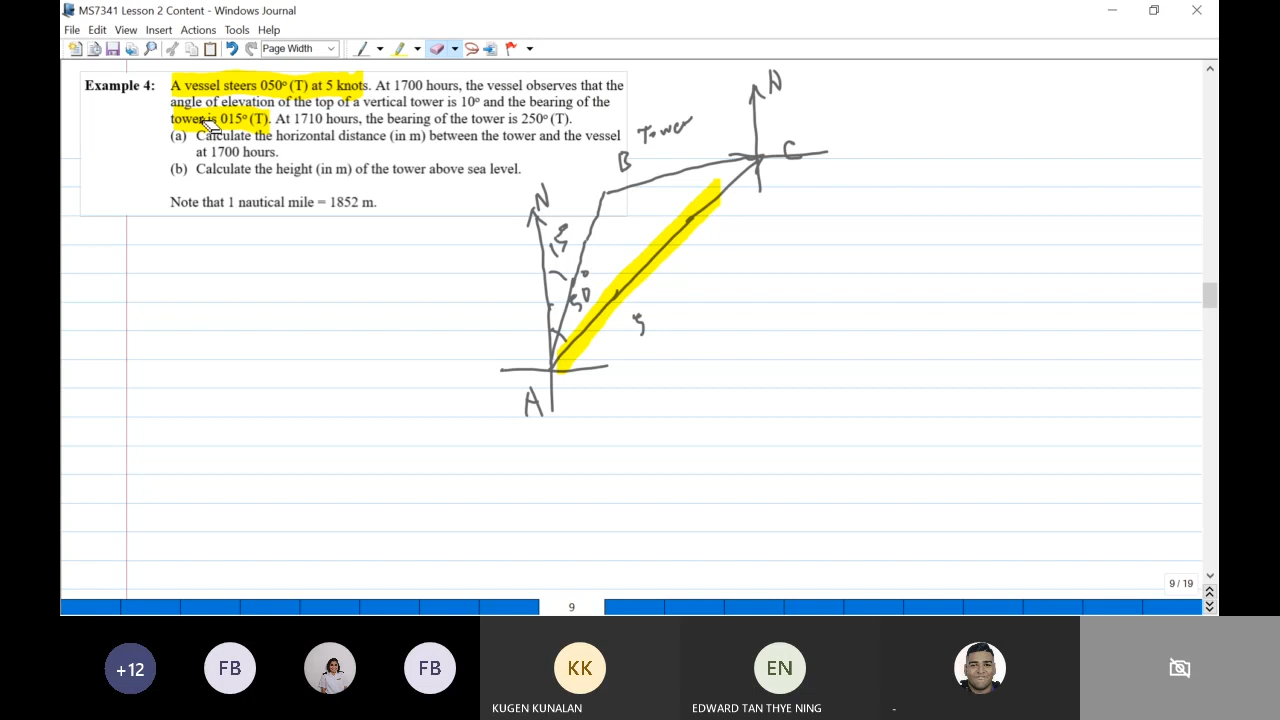 MS7341 Lesson 2 Content - Windows Journal
File Edit View Insert Actions Tools Help
Page Width
Example 4: A vessel steers 050° (T) at 5 knots. At 1700 hours, the vessel observes that the
angle of elevation of the top of a vertical tower is 10° and the bearing of the
tower is 015° (T). At 1710 hours, the bearing of the tower is 250° (T).
(a) Calculate the horizontal distance (in m) between the tower and the vessel
at 1700 hours.
(b) Calculate the height (in m) of the tower above sea level.
Note that 1 nautical mile = 1852 m.
N
Tower
B
C
N
15
50°
5
A
9 / 19
9
+12
FB
FB
KK
EN
KUGEN KUNALAN
EDWARD TAN THYE NING
-